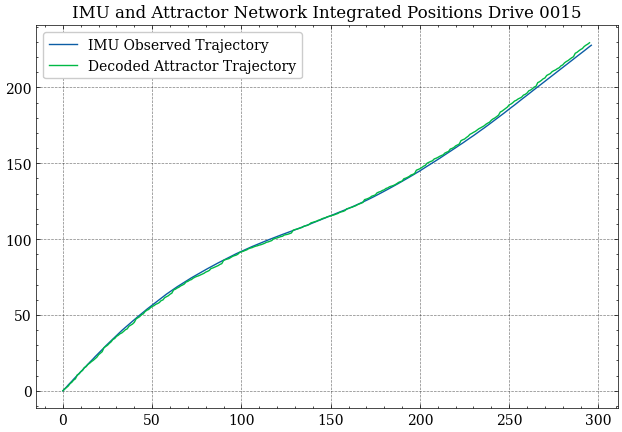 IMU and Attractor Network Integrated Positions Drive 0015
IMU Observed Trajectory
Decoded Attractor Trajectory
200
150
100
50
0
0 50 100 150 200 250 300